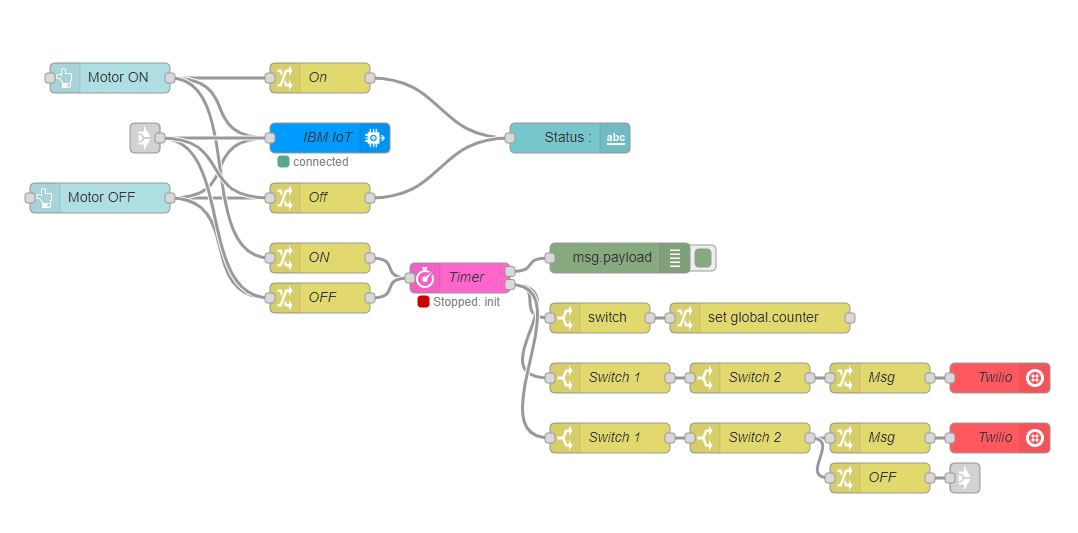 Motor ON
On
IBM IoT
connected
Status :
abc
Motor OFF
Off
ON
OFF
Timer
Stopped: init
msg.payload
switch
set global.counter
Switch 1
Switch 2
Msg
Twilio
Switch 1
Switch 2
Msg
Twilio
OFF